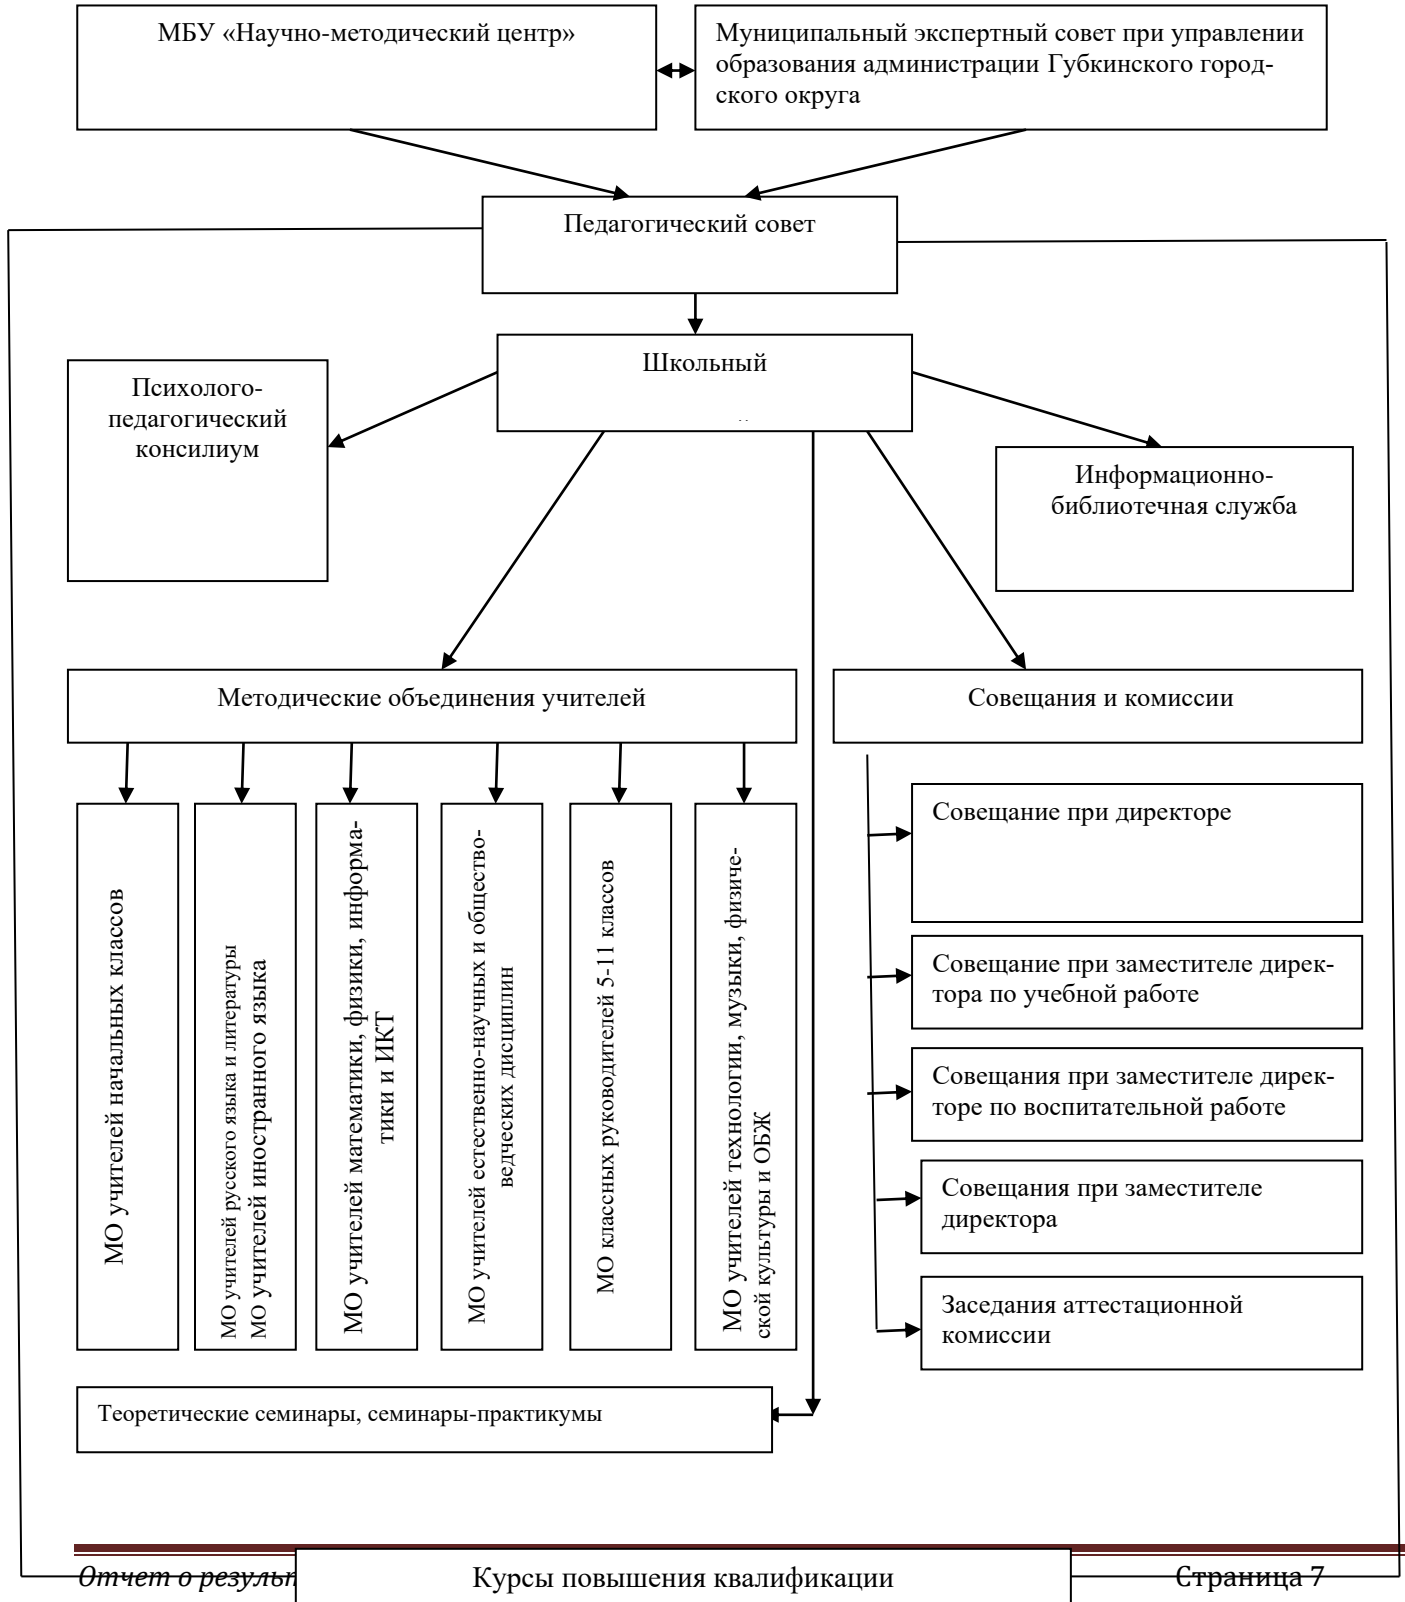 МБУ «Научно-методический центр»
Муниципальный экспертный совет при управлении
образования администрации Губкинского город-
ского округа
Педагогический совет
Школьный
Психолого-
педагогический
консилиум
Информационно-
библиотечная служба
Методические объединения учителей
Совещания и комиссии
МО учителей начальных классов
МО учителей русского языка и литературы
МО учителей иностранного языка
МО учителей математики, физики, информа-
тики и ИКТ
МО учителей естественно-научных и общество-
ведческих дисциплин
МО классных руководителей 5-11 классов
МО учителей технологии, музыки, физиче-
ской культуры и ОБЖ
Совещание при директоре
Совещание при заместителе дирек-
тора по учебной работе
Совещания при заместителе дирек-
торе по воспитательной работе
Совещания при заместителе
директора
Заседания аттестационной
комиссии
Теоретические семинары, семинары-практикумы
Отчет о
Курсы повышения квалификации
Страница 7